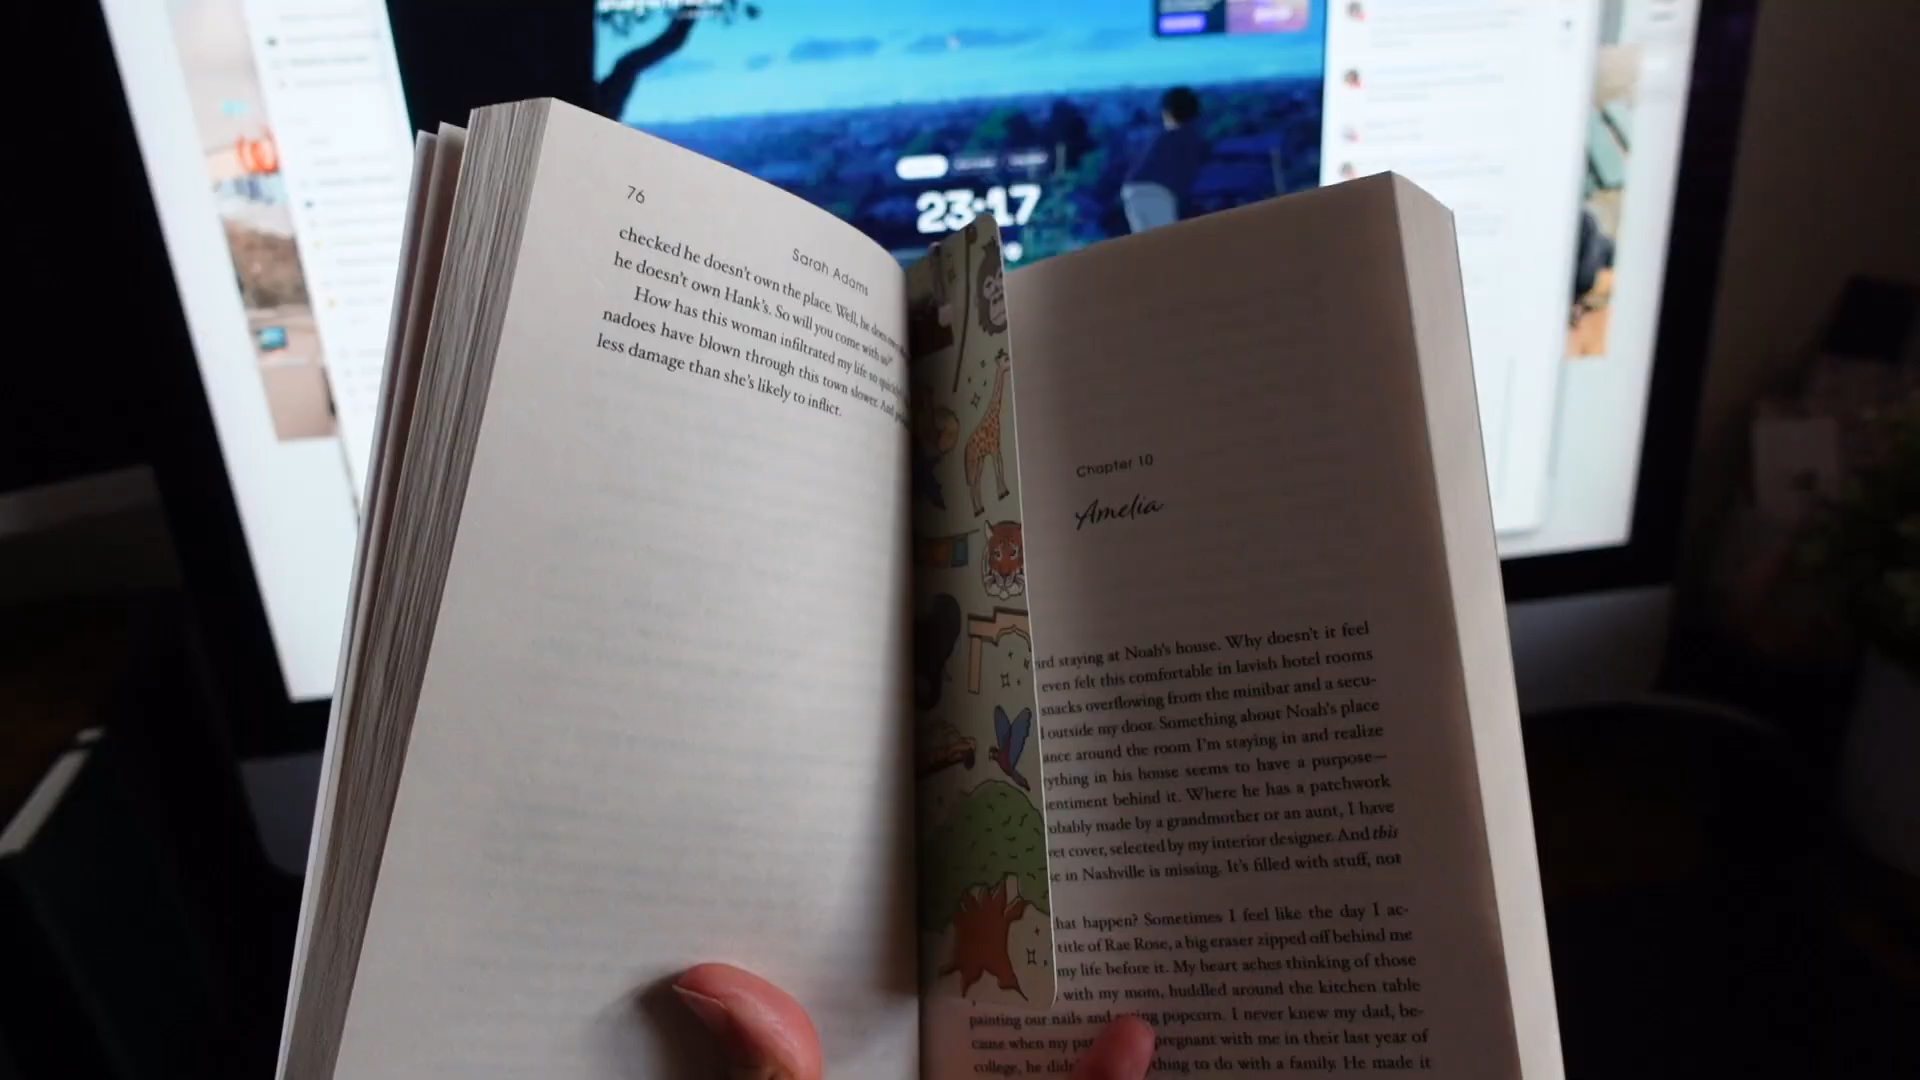 23:17
76
Sarah Adams
checked he doesn't own the place. Well, he does own
he doesn't own Hank's. So will you come with us?"
How has this woman infiltrated my life so quickly?
nadoes have blown through this town slower. And
less damage than she's likely to inflict.
Chapter 10
Amelia
staying at Noah's house. Why doesn't it feel
even felt this comfortable in lavish hotel rooms
snacks overflowing from the minibar and a secu-
outside my door. Something about Noah's place
around the room I'm staying in and realize
in his house seems to have a purpose—
behind it. Where he has a patchwork
made by a grandmother or an aunt, I have
cover, selected by my interior designer. And this
in Nashville is missing. It's filled with stuff, not
happen? Sometimes I feel like the day I ac-
title of Rae Rose, a big eraser zipped off behind me
my life before it. My heart aches thinking of those
with my mom, huddled around the kitchen table
painting our nails and eating popcorn. I never knew my dad, be-
cause when my pregnant with me in their last year of
college, he to do with a family. He made it